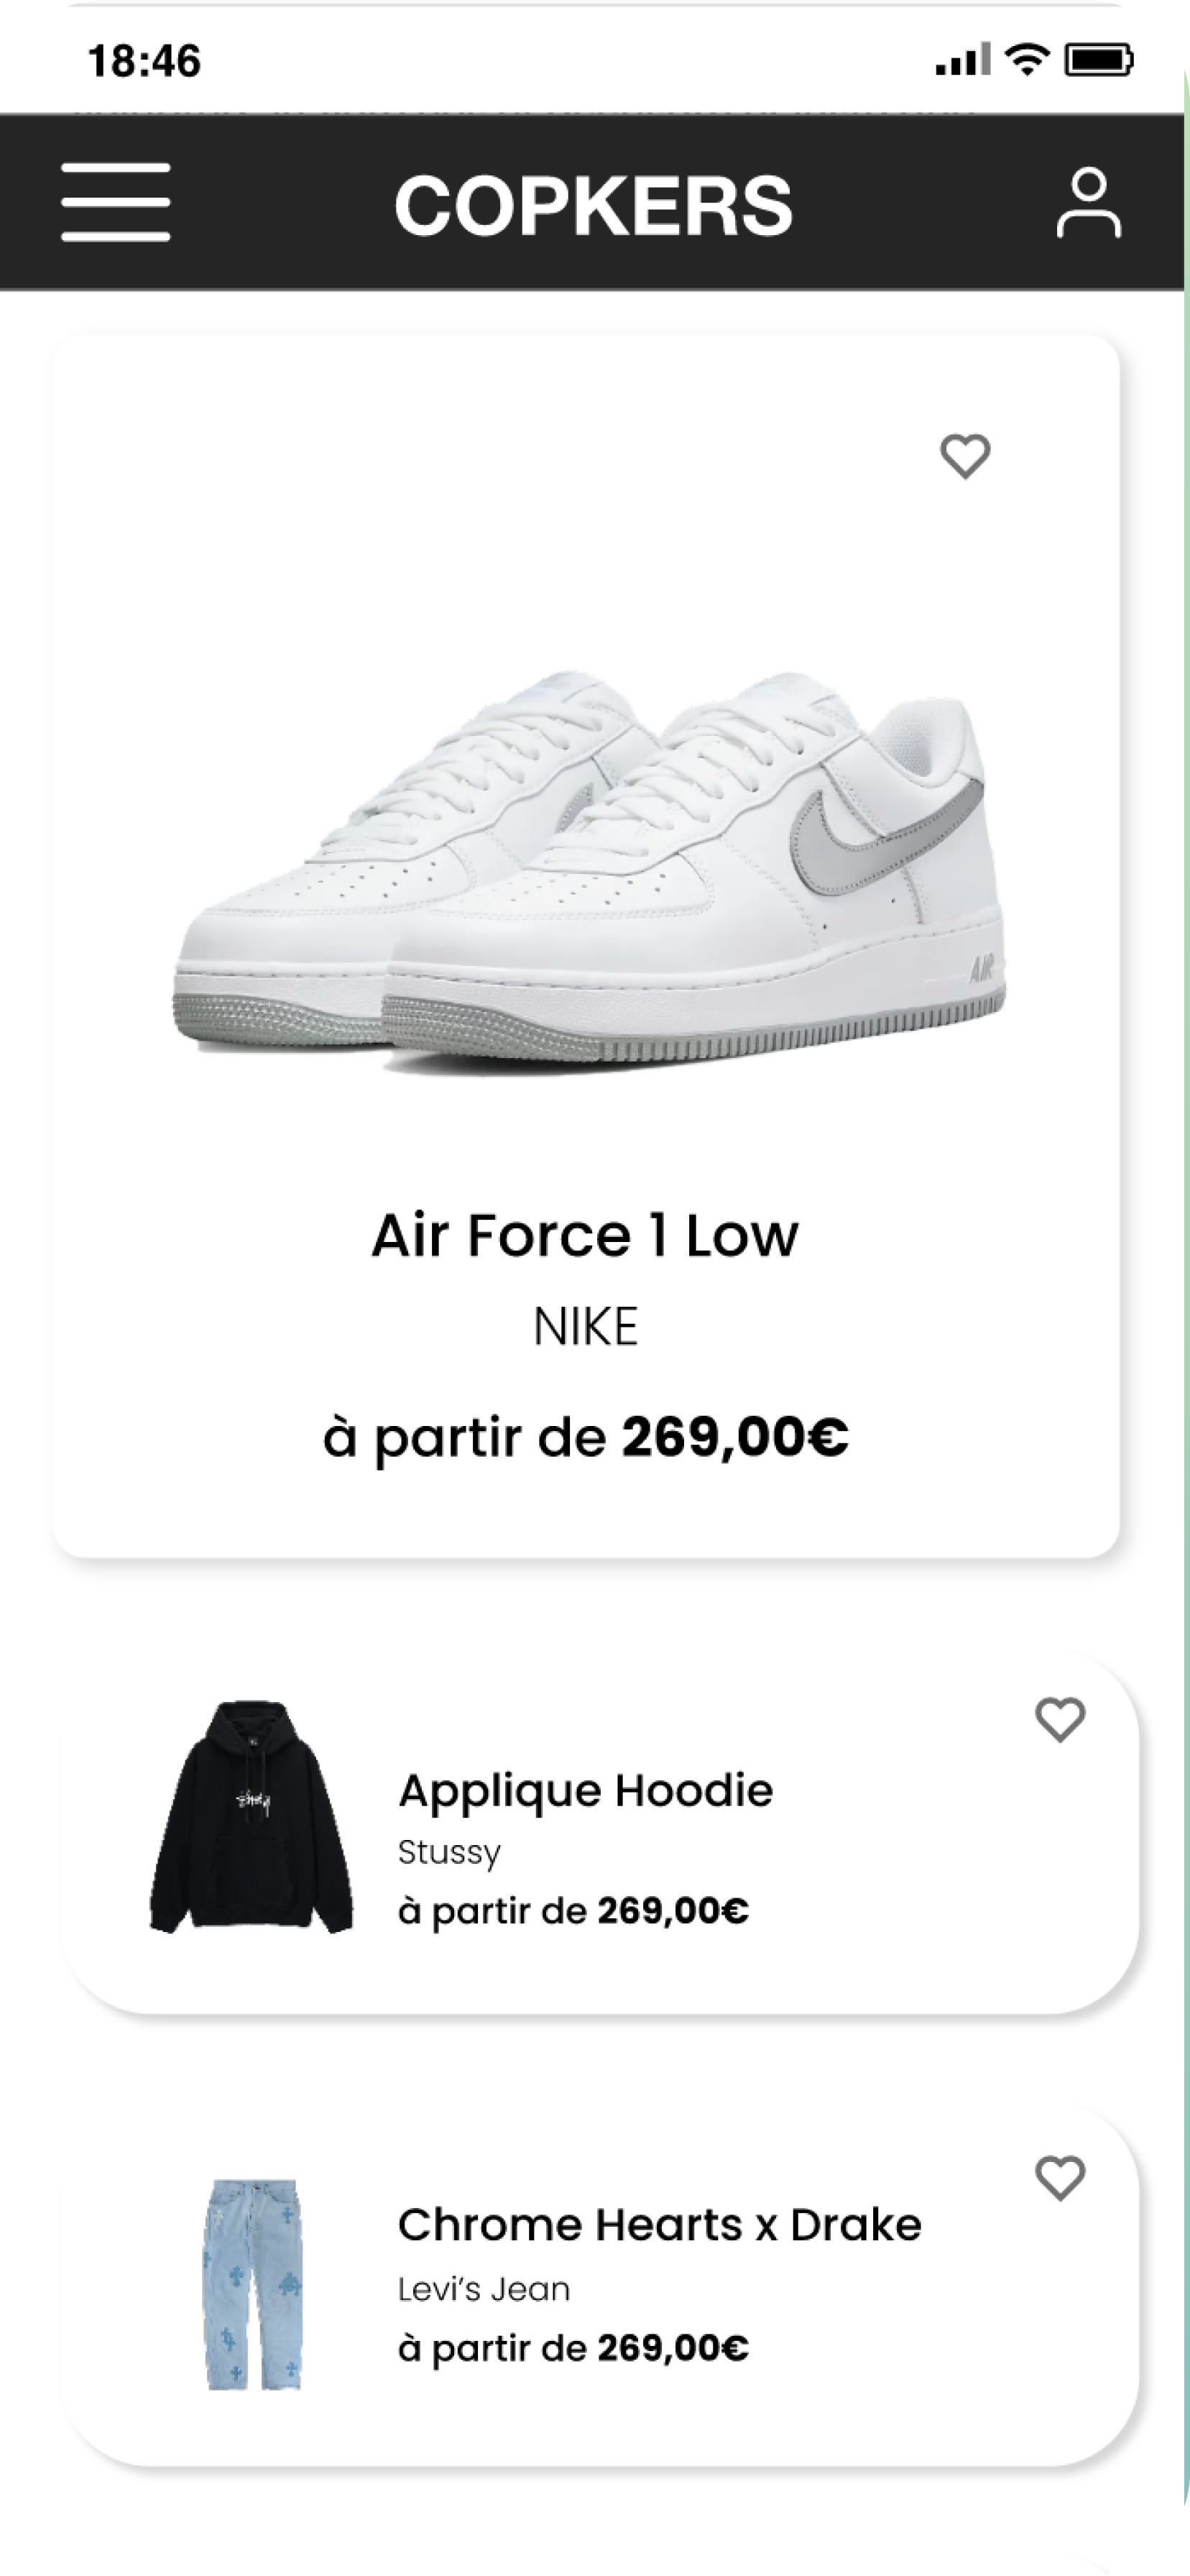 18:46
COPKERS
AIR
Air Force 1 Low
NIKE
à partir de 269,00€
Applique Hoodie
Stussy
à partir de 269,00€
Chrome Hearts x Drake
Levi’s Jean
à partir de 269,00€